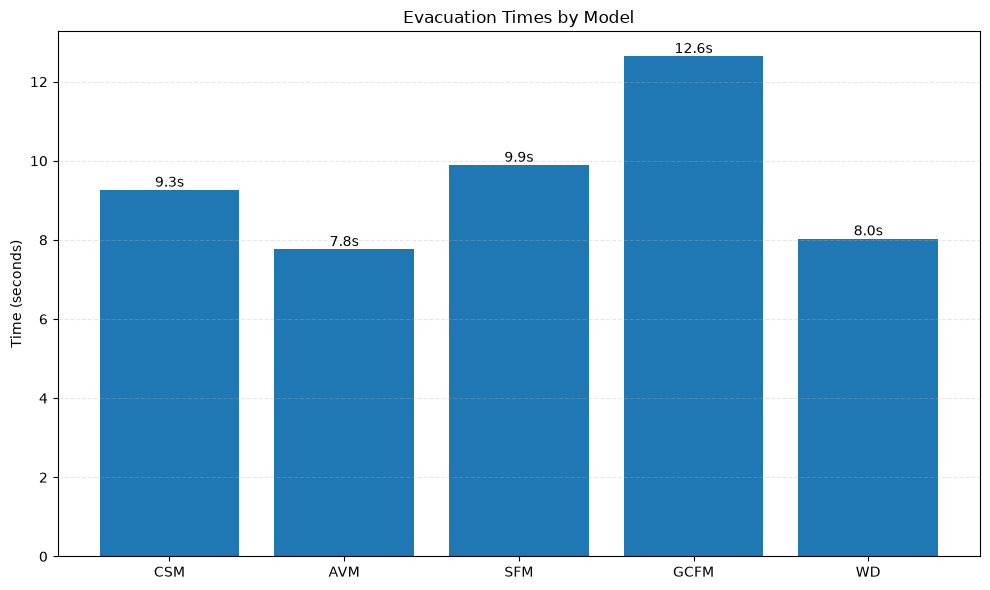 Evacuation Times by Model
Time (seconds)
12
10
8
6
4
2
0
9.3s
7.8s
9.9s
12.6s
8.0s
CSM
AVM
SFM
GCFM
WD